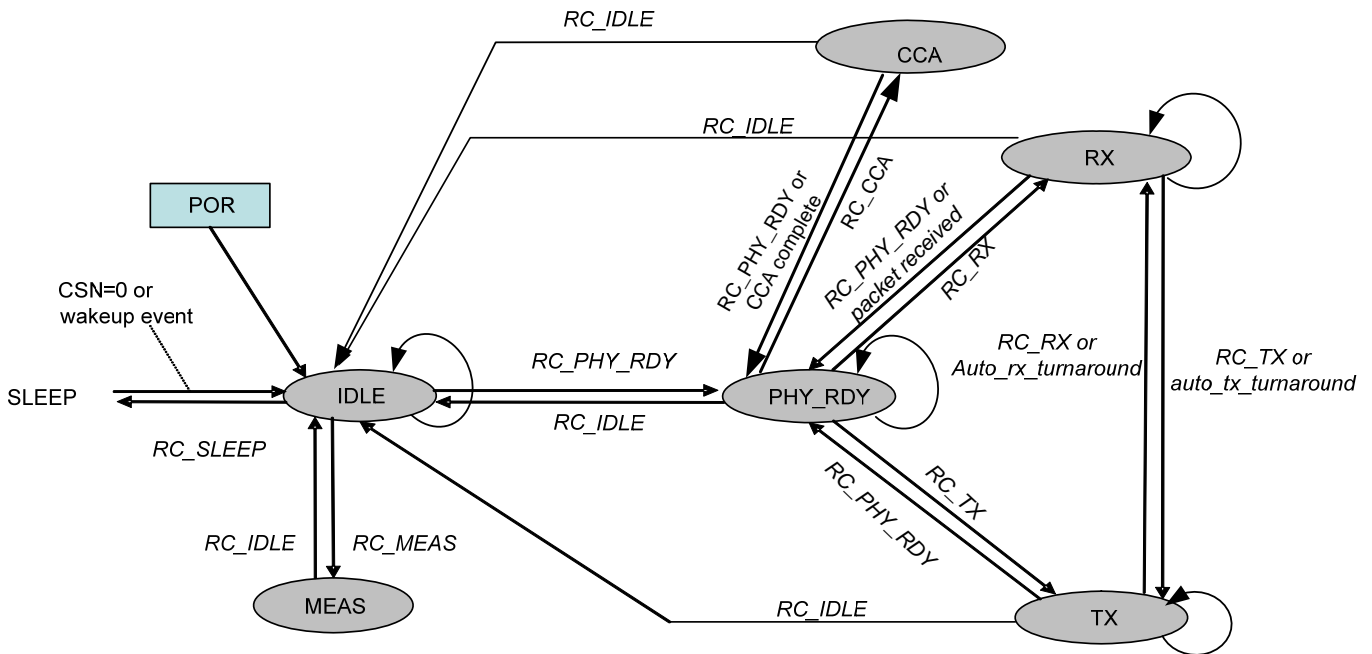 RC_IDLE
CCA
RC_IDLE
RX
POR
RC_PHY_RDY or
CCA complete
RC_CCA
RC_PHY_RDY or
packet received
RC_RX
CSN=0 or
wakeup event
RC_RX or
Auto_rx_turnaround
RC_TX or
auto_tx_turnaround
SLEEP
IDLE
RC_PHY_RDY
RC_IDLE
PHY_RDY
RC_SLEEP
RC_TX
RC_PHY_RDY
RC_IDLE
RC_MEAS
MEAS
RC_IDLE
TX